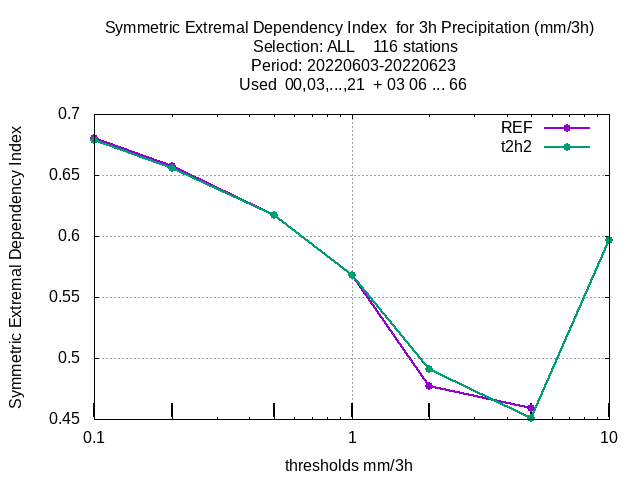 Symmetric Extremal Dependency Index  for 3h Precipitation (mm/3h)
Selection: ALL    116 stations
Period: 20220603-20220623
Used  00,03,...,21  + 03 06 ... 66
REF
t2h2
0.7
0.65
0.6
0.55
0.5
0.45
Symmetric Extremal Dependency Index
0.1
1
10
thresholds mm/3h